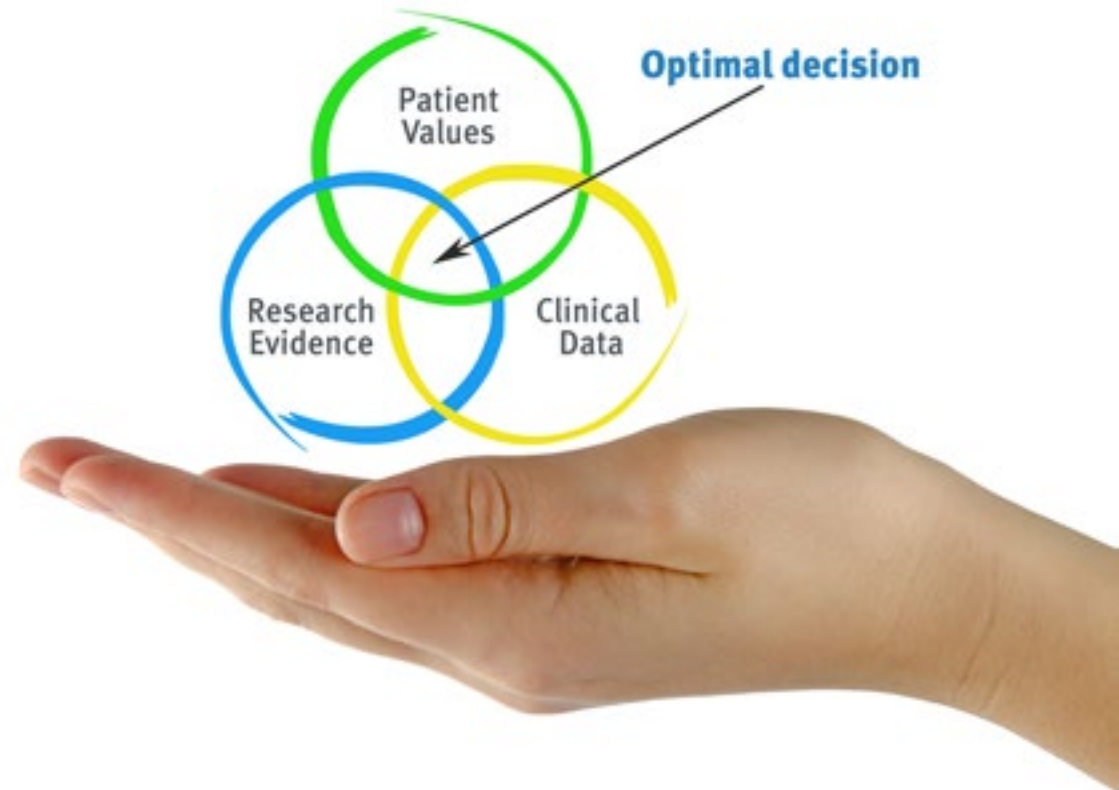 Optimal decision
Patient
Values
Research
Evidence
Clinical
Data